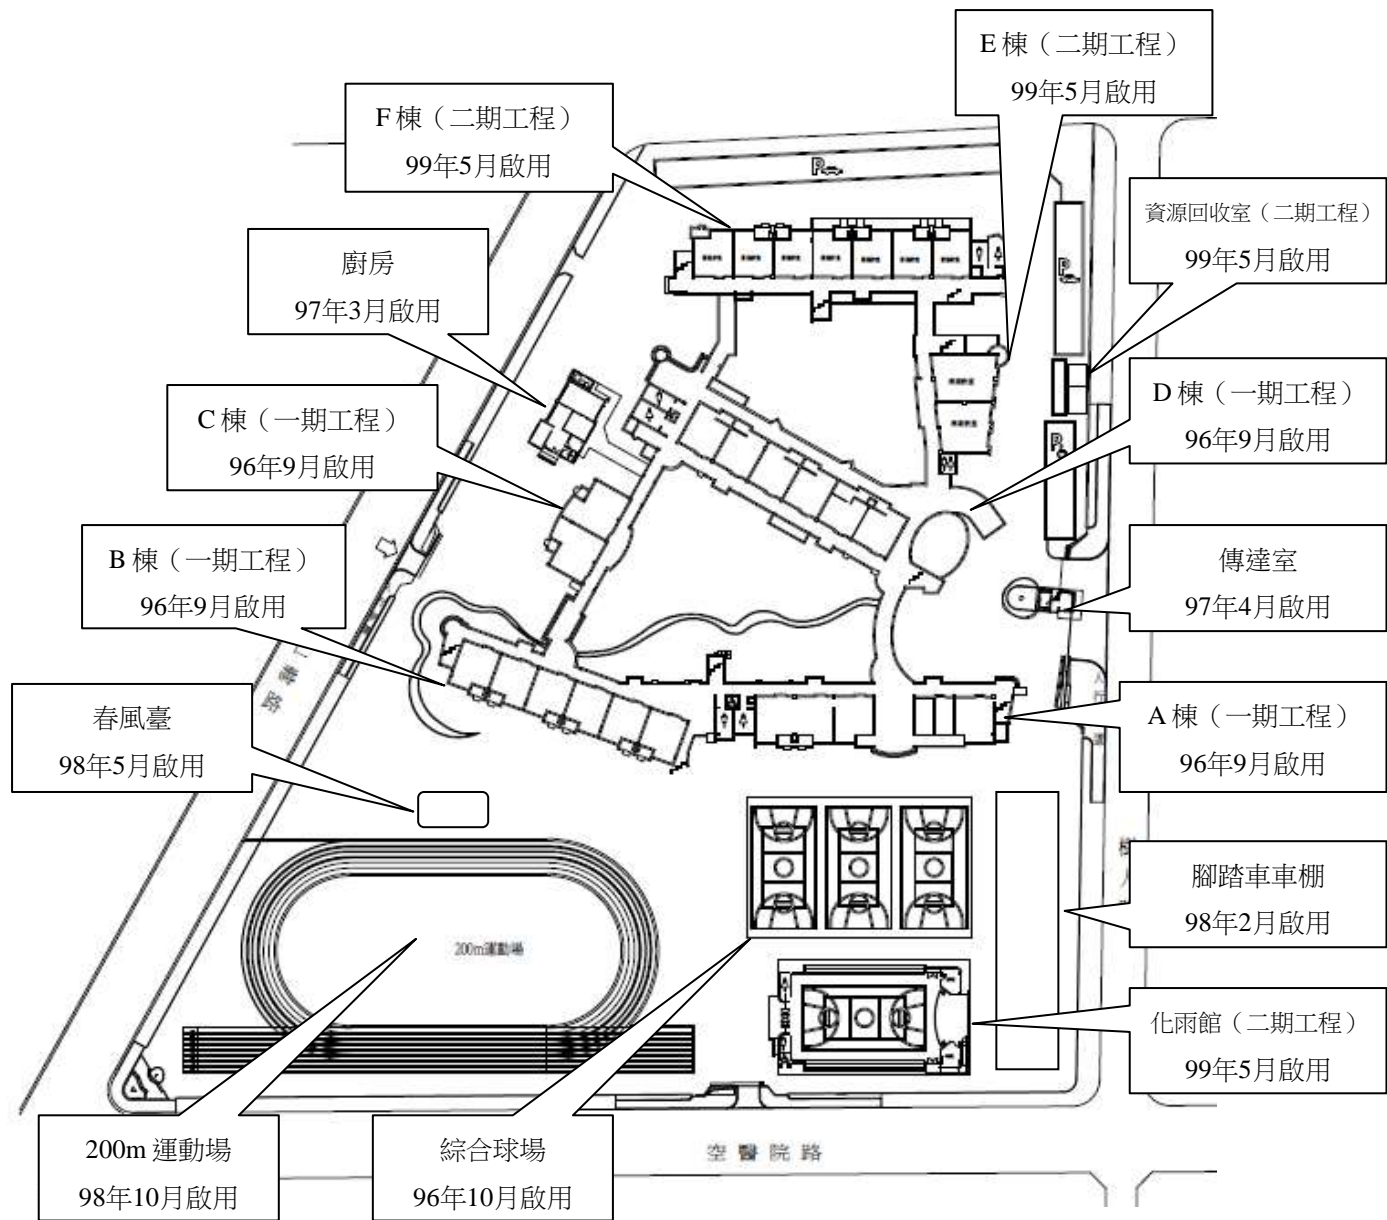 E 棟（二期工程）
99年5月啟用
F 棟（二期工程）
99年5月啟用
資源回收室（二期工程）
99年5月啟用
廚房
97年3月啟用
C 棟（一期工程）
96年9月啟用
D 棟（一期工程）
96年9月啟用
B 棟（一期工程）
96年9月啟用
傳達室
97年4月啟用
春風臺
98年5月啟用
A 棟（一期工程）
96年9月啟用
壽路
腳踏車車棚
98年2月啟用
200m運動場
化雨館（二期工程）
99年5月啟用
200m 運動場
98年10月啟用
綜合球場
96年10月啟用
空醫院路
P
P
P